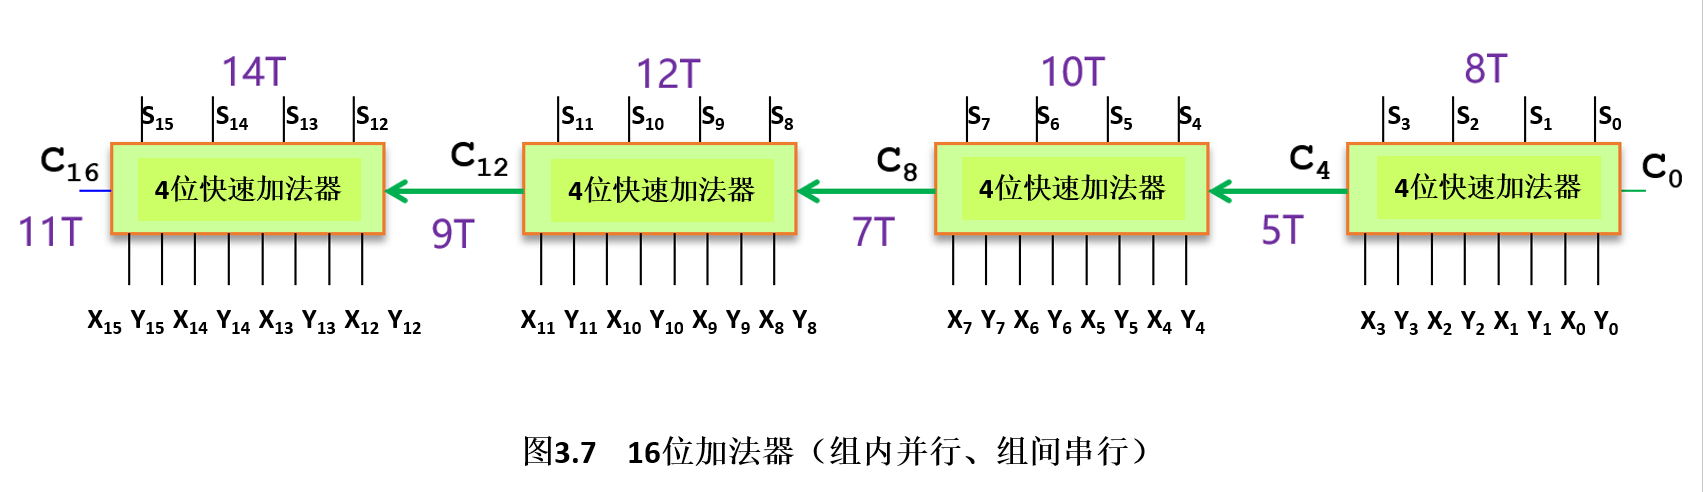 14T 12T 10T 8T
S15 S14 S13 S12 S11 S10 S9 S8 S7 S6 S5 S4 S3 S2 S1 S0
C16 4位快速加法器 C12 4位快速加法器 C8 4位快速加法器 C4 4位快速加法器 C0
11T 9T 7T 5T
X15 Y15 X14 Y14 X13 Y13 X12 Y12 X11 Y11 X10 Y10 X9 Y9 X8 Y8 X7 Y7 X6 Y6 X5 Y5 X4 Y4 X3 Y3 X2 Y2 X1 Y1 X0 Y0
图3.7 16位加法器（组内并行、组间串行）